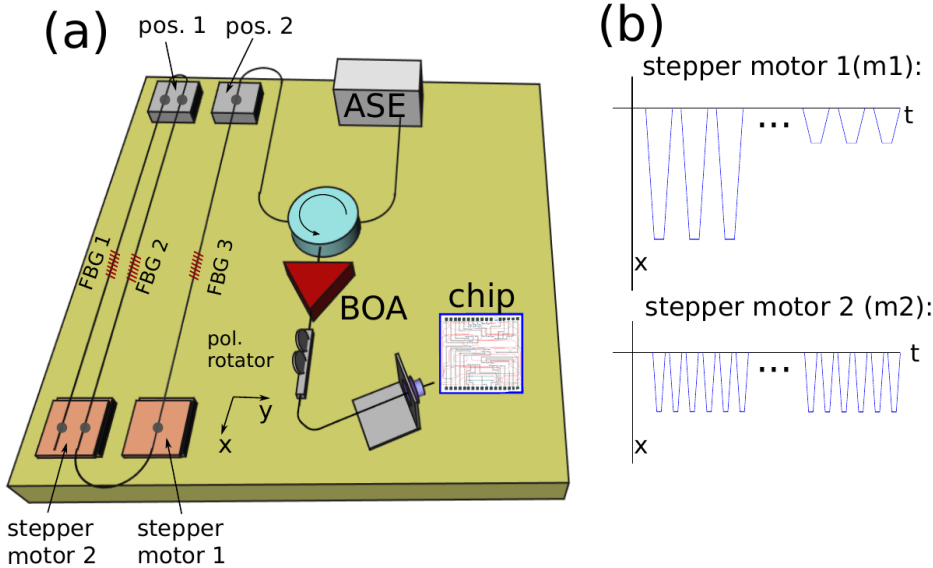 (a)
pos. 1
pos. 2
ASE
FBG 1
FBG 2
FBG 3
BOA
chip
pol.
rotator
y
x
stepper
motor 2
stepper
motor 1
(b)
stepper motor 1(m1):
...
t
x
stepper motor 2 (m2):
...
t
x